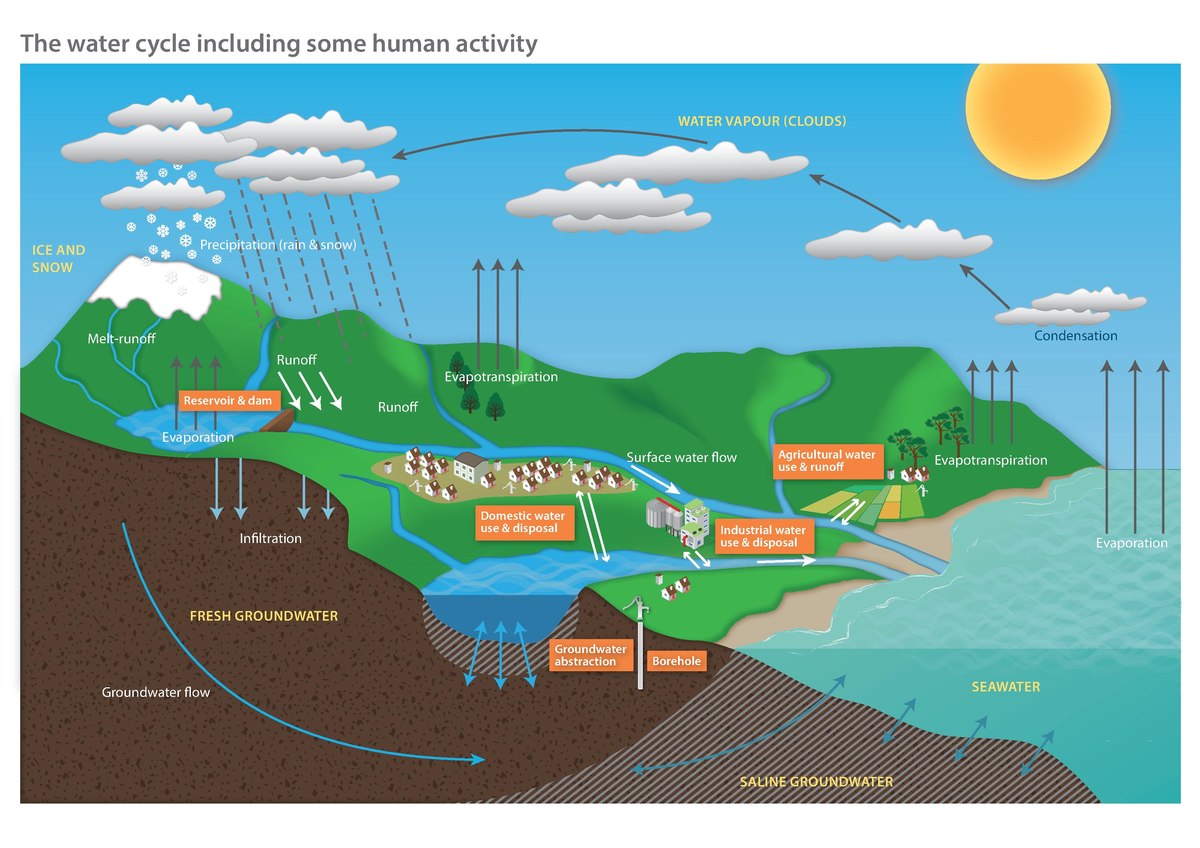 The water cycle including some human activity
WATER VAPOUR (CLOUDS)
ICE AND
SNOW
Precipitation (rain & snow)
Condensation
Melt-runoff
Runoff
Evapotranspiration
Reservoir & dam
Runoff
Evaporation
Surface water flow
Agricultural water
use & runoff
Evapotranspiration
Domestic water
use & disposal
Industrial water
use & disposal
Evaporation
Infiltration
FRESH GROUNDWATER
Groundwater
abstraction
Borehole
Groundwater flow
SEAWATER
SALINE GROUNDWATER